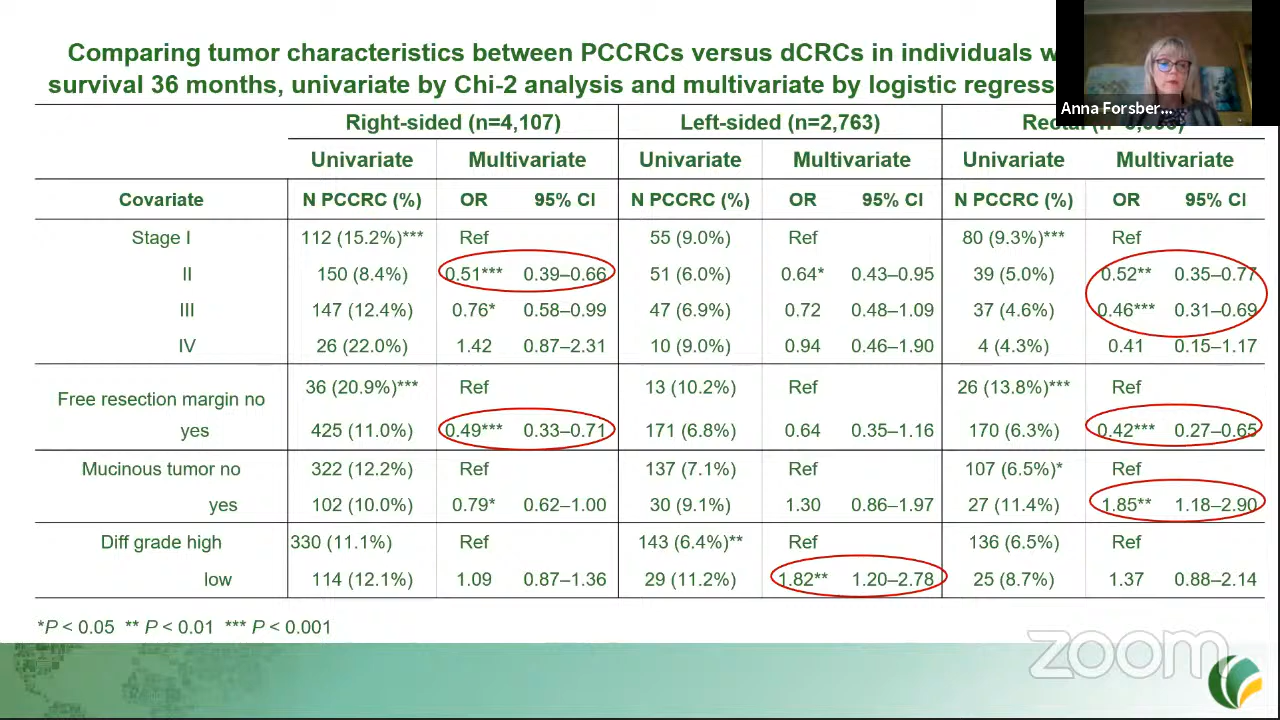 Comparing tumor characteristics between PCCRCs versus dCRCs in individuals
survival 36 months, univariate by Chi-2 analysis and multivariate by logistic
Anna Forsber...
Right-sided (n=4,107) Left-sided (n=2,763)
Univariate Multivariate Univariate Multivariate Univariate Multivariate
Covariate N PCCRC (%) OR 95% CI N PCCRC (%) OR 95% CI N PCCRC (%) OR 95% CI
Stage I 112 (15.2%)*** Ref 55 (9.0%) Ref 80 (9.3%)*** Ref
II 150 (8.4%) 0.51*** 0.39–0.66 51 (6.0%) 0.64* 0.43–0.95 39 (5.0%) 0.52** 0.35–0.77
III 147 (12.4%) 0.76* 0.58–0.99 47 (6.9%) 0.72 0.48–1.09 37 (4.6%) 0.46*** 0.31–0.69
IV 26 (22.0%) 1.42 0.87–2.31 10 (9.0%) 0.94 0.46–1.90 4 (4.3%) 0.41 0.15–1.17
Free resection margin no 36 (20.9%)*** Ref 13 (10.2%) Ref 26 (13.8%)*** Ref
yes 425 (11.0%) 0.49*** 0.33–0.71 171 (6.8%) 0.64 0.35–1.16 170 (6.3%) 0.42*** 0.27–0.65
Mucinous tumor no 322 (12.2%) Ref 137 (7.1%) Ref 107 (6.5%)* Ref
yes 102 (10.0%) 0.79* 0.62–1.00 30 (9.1%) 1.30 0.86–1.97 27 (11.4%) 1.85** 1.18–2.90
Diff grade high 330 (11.1%) Ref 143 (6.4%)** Ref 136 (6.5%) Ref
low 114 (12.1%) 1.09 0.87–1.36 29 (11.2%) 1.82** 1.20–2.78 25 (8.7%) 1.37 0.88–2.14
*P < 0.05 ** P < 0.01 *** P < 0.001
zoom